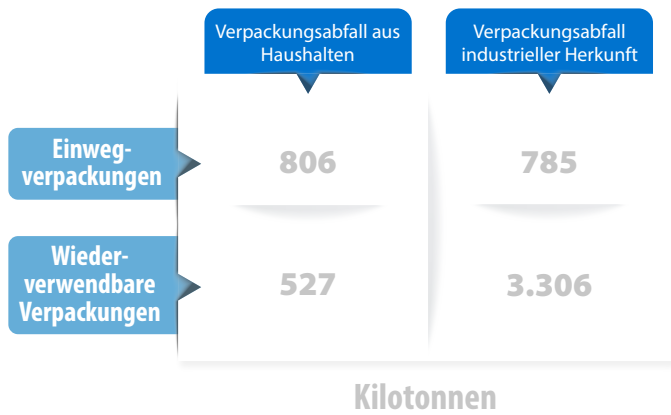 Verpackungsabfall aus
Haushalten
Verpackungsabfall
industrieller Herkunft
Einweg-
verpackungen
806
785
Wieder-
verwendbare
Verpackungen
527
3.306
Kilotonnen